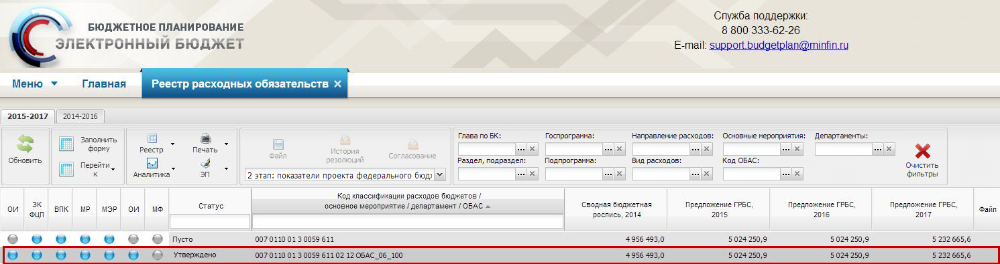 БЮДЖЕТНОЕ ПЛАНИРОВАНИЕ
ЭЛЕКТРОННЫЙ БЮДЖЕТ
Служба поддержки:
8 800 333-62-26
E-mail: support.budgetplan@minfin.ru
Меню Главная Реестр расходных обязательств
2015-2017 2014-2016
Обновить
Заполнить
форму
Перейти
к
Реестр
Печать
Аналитика
ЭП
Файл
История
резолюций
Согласование
2 этап: показатели проекта федерального бюд
Глава по БК: Госпрограмма: Направление расходов: Основные мероприятия: Департаменты:
Раздел, подраздел: Подпрограмма: Вид расходов: Код ОБАС:
Очистить
фильтры
ОИ
ЗК
ФЦП
ВПК
МР
МЭР
ОИ
МФ
Статус
Код классификации расходов бюджетов /
основное мероприятие / департамент / ОБАС
Сводная бюджетная
роспись, 2014
Предложение ГРБС,
2015
Предложение ГРБС,
2016
Предложение ГРБС,
2017
Файл
Пусто 007 0110 01 3 0059 611 4 956 493,0 5 024 250,9 5 024 250,9 5 232 665,6
Утверждено 007 0110 01 3 0059 611 02 12 ОБАС_06_100 4 956 493,0 5 024 250,9 5 024 250,9 5 232 665,6